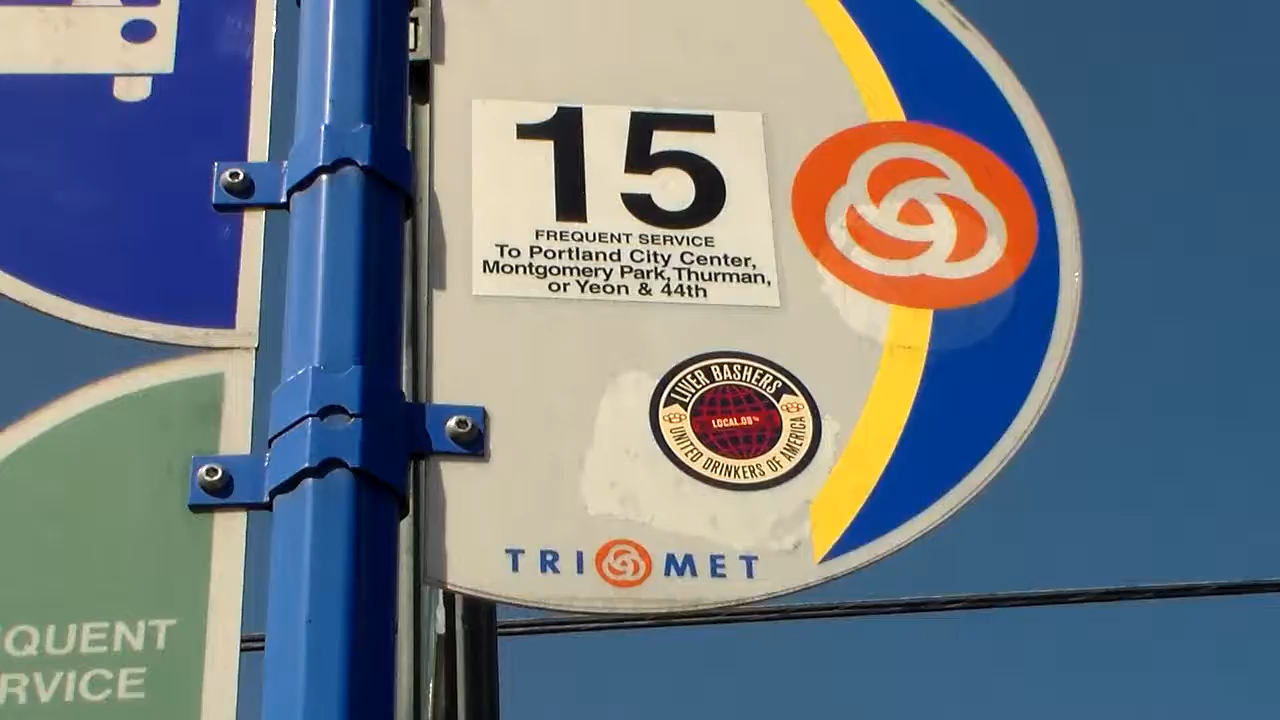 15
FREQUENT SERVICE
To Portland City Center,
Montgomery Park, Thurman,
or Yeon & 44th
LIVER BASHERS
LOCAL.OS
UNITED DRINKERS OF AMERICA
TRI MET
QUENT
RVICE